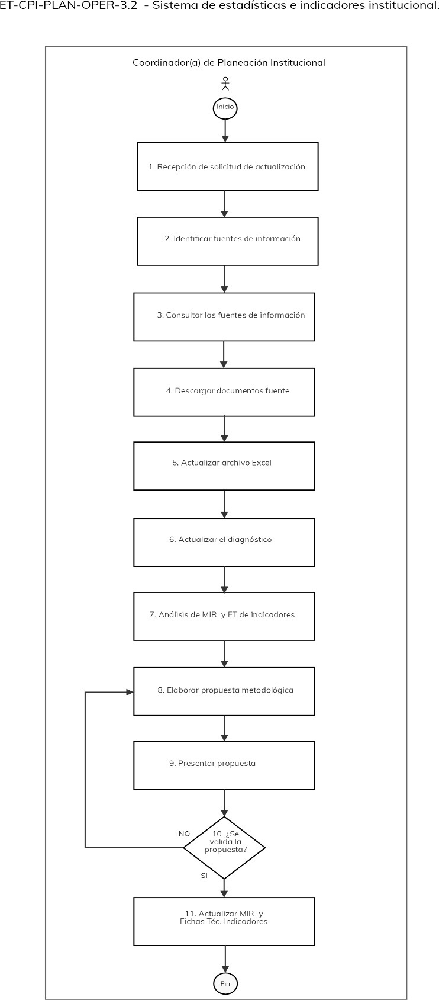 ET-CPI-PLAN-OPER-3.2 - Sistema de estadísticas e indicadores institucional.
Coordinador(a) de Planeación Institucional
Inicio
1. Recepción de solicitud de actualización
2. Identificar fuentes de información
3. Consultar las fuentes de información
4. Descargar documentos fuente
5. Actualizar archivo Excel
6. Actualizar el diagnóstico
7. Análisis de MIR y FT de indicadores
8. Elaborar propuesta metodológica
9. Presentar propuesta
NO
10. ¿Se
valida la
propuesta?
SI
11. Actualizar MIR y
Fichas Téc. Indicadores
Fin